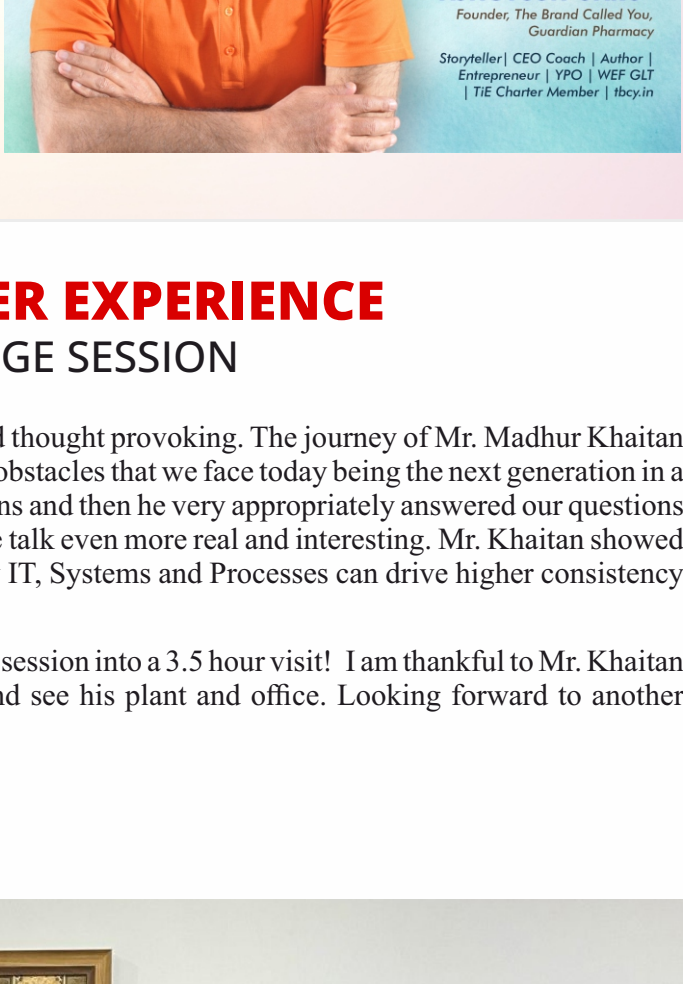 Founder, The Brand Called You,
Guardian Pharmacy
Storyteller| CEO Coach | Author |
Entrepreneur | YPO | WEF GLT
| TiE Charter Member | tbcy.in
ER EXPERIENCE
GE SESSION
d thought provoking. The journey of Mr. Madhur Khaitan
obstacles that we face today being the next generation in a
ns and then he very appropriately answered our questions
e talk even more real and interesting. Mr. Khaitan showed
IT, Systems and Processes can drive higher consistency
session into a 3.5 hour visit! I am thankful to Mr. Khaitan
nd see his plant and office. Looking forward to another